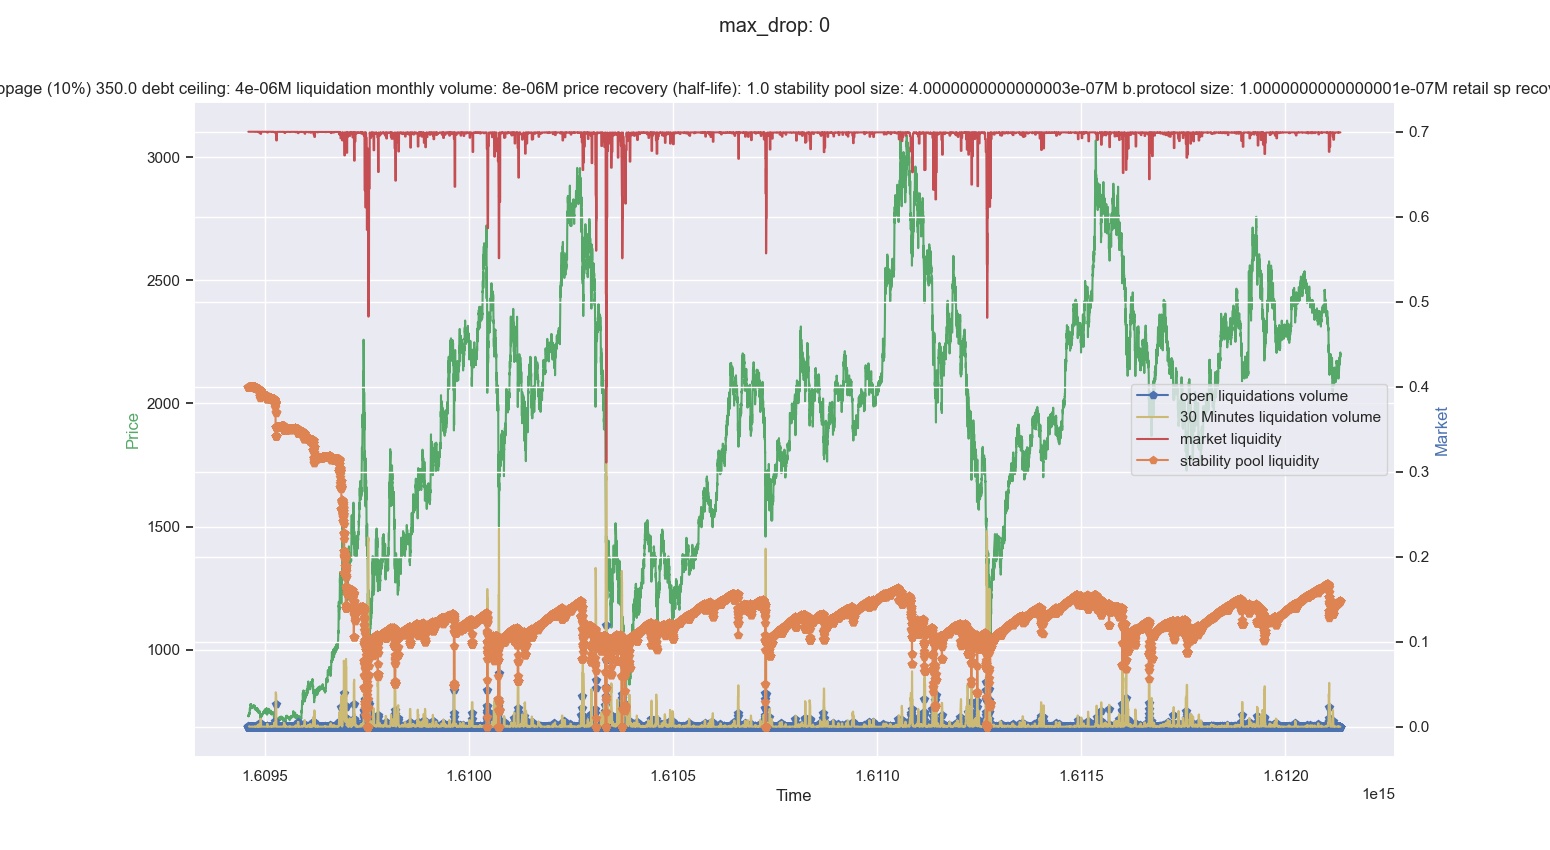 max_drop: 0
opage (10%) 350.0 debt ceiling: 4e-06M liquidation monthly volume: 8e-06M price recovery (half-life): 1.0 stability pool size: 4.0000000000000003e-07M b.protocol size: 1.0000000000000001e-07M retail sp recov
3000
2500
2000
1500
1000
Price
0.7
0.6
0.5
0.4
0.3
0.2
0.1
0.0
Market
open liquidations volume
30 Minutes liquidation volume
market liquidity
stability pool liquidity
1.6095 1.6100 1.6105 1.6110 1.6115 1.6120
Time
1e15